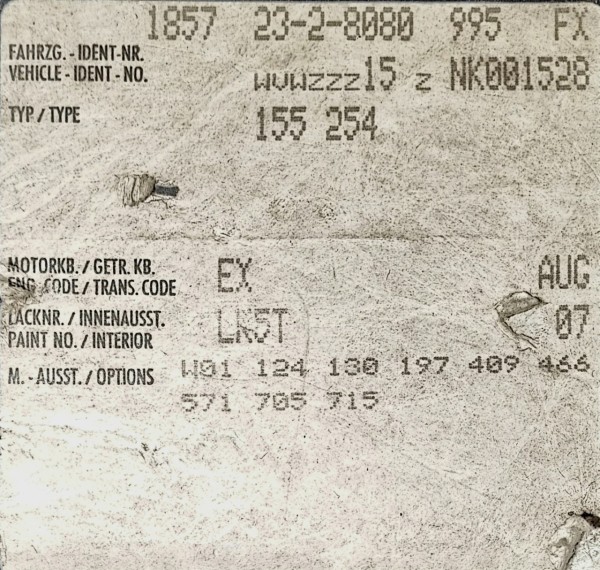 1857 23-2-8080 995 FX
FAHRZG. - IDENT-NR.
VEHICLE - IDENT - NO. WVWZZZ15 Z NK001528
TYP / TYPE 155 254
MOTORKB. / GETR. KB. EX AUG
ENG. CODE / TRANS. CODE
LACKNR. / INNENAUSST. LK5T 07
PAINT NO. / INTERIOR
M. - AUSST. / OPTIONS W01 124 130 197 409 466
571 705 715